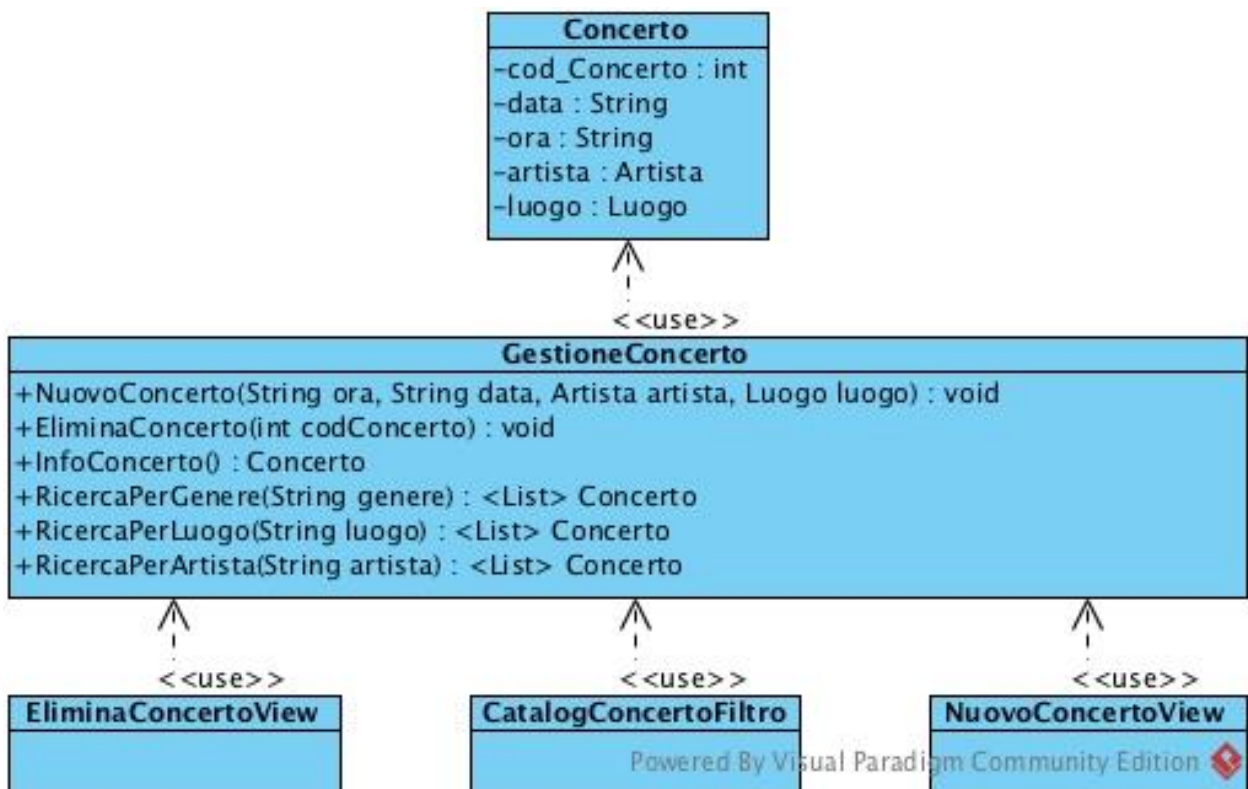 Concerto
-cod_Concerto : int
-data : String
-ora : String
-artista : Artista
-luogo : Luogo
<<use>>
GestioneConcerto
+NuovoConcerto(String ora, String data, Artista artista, Luogo luogo) : void
+EliminaConcerto(int codConcerto) : void
+InfoConcerto() : Concerto
+RicercaPerGenere(String genere) : <List> Concerto
+RicercaPerLuogo(String luogo) : <List> Concerto
+RicercaPerArtista(String artista) : <List> Concerto
<<use>> <<use>> <<use>>
EliminaConcertoView CatalogConcertoFiltro NuovoConcertoView
Powered By Visual Paradigm Community Edition